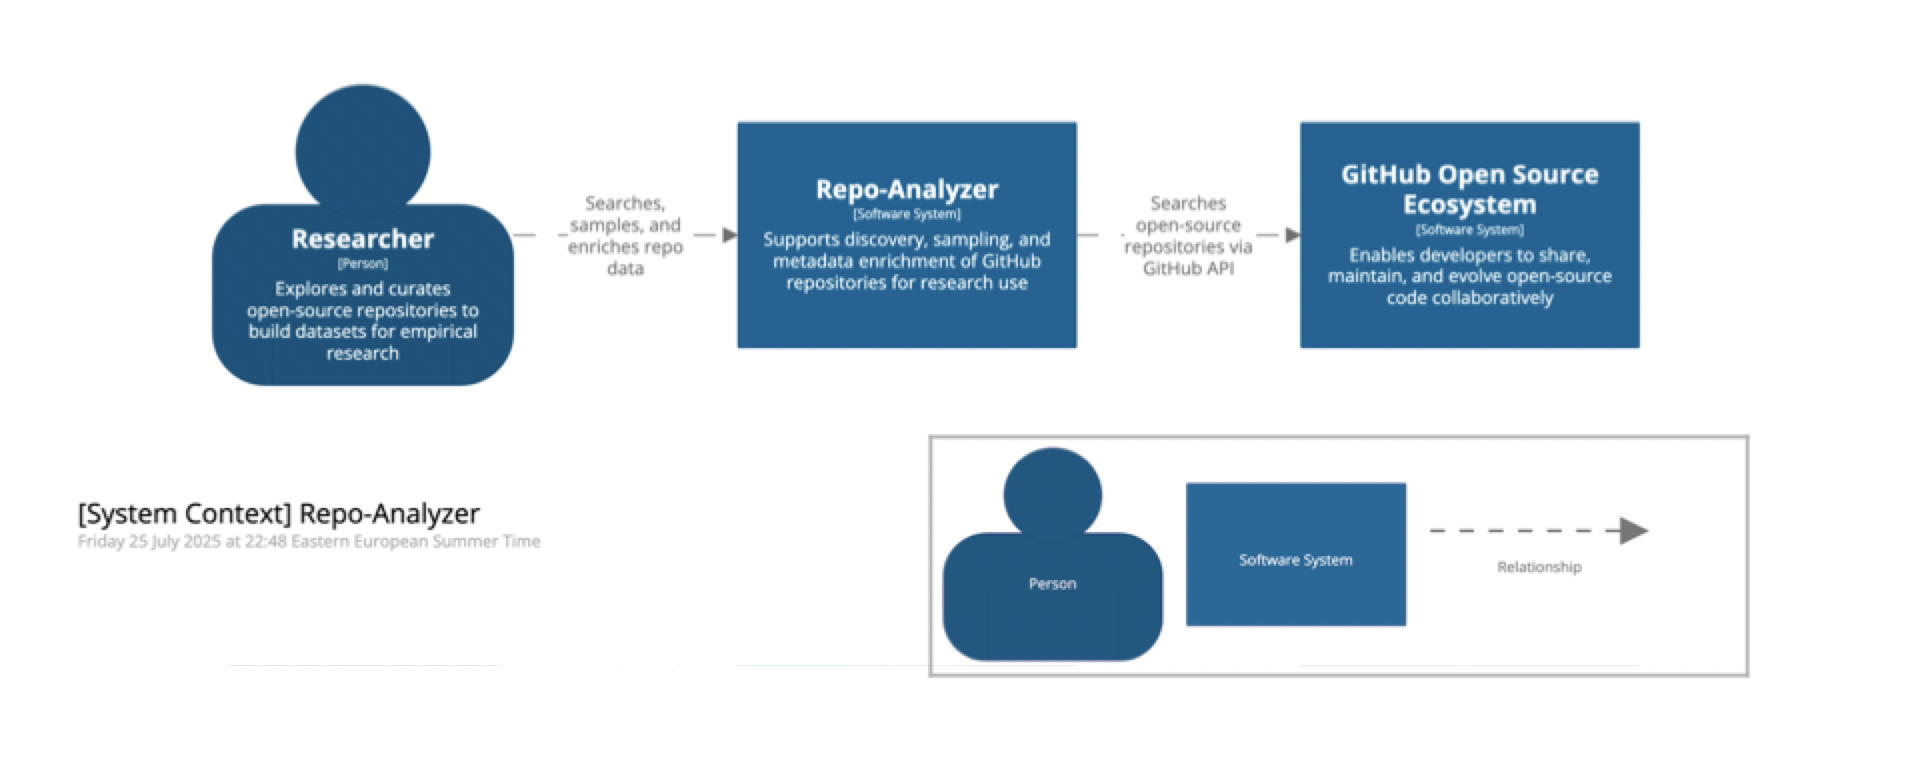 Researcher
[Person]
Explores and curates
open-source repositories to
build datasets for empirical
research
Searches,
samples, and
enriches repo
data
Repo-Analyzer
[Software System]
Supports discovery, sampling, and
metadata enrichment of GitHub
repositories for research use
Searches
open-source
repositories via
GitHub API
GitHub Open Source
Ecosystem
[Software System]
Enables developers to share,
maintain, and evolve open-source
code collaboratively
[System Context] Repo-Analyzer
Friday 25 July 2025 at 22:48 Eastern European Summer Time
Person
Software System
Relationship